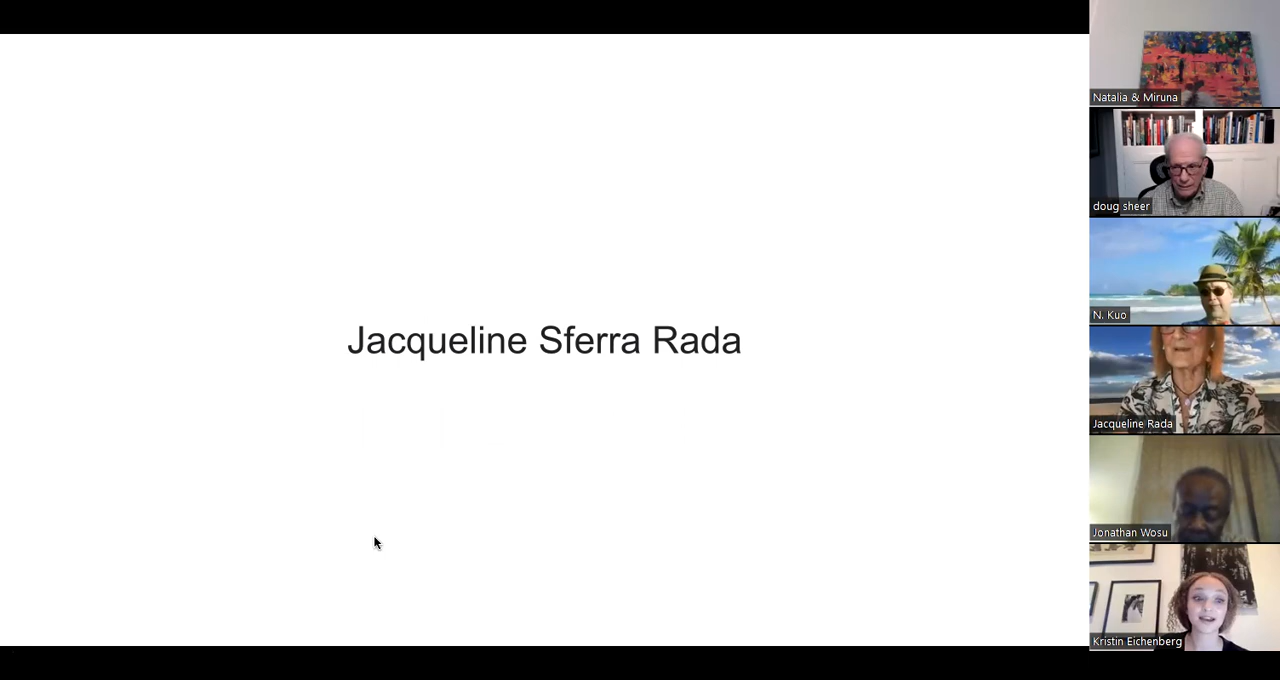 Jacqueline Sferra Rada
Natalia & Miruna
doug sheer
N. Kuo
Jacqueline Rada
Jonathan Wosu
Kristin Eichenberg